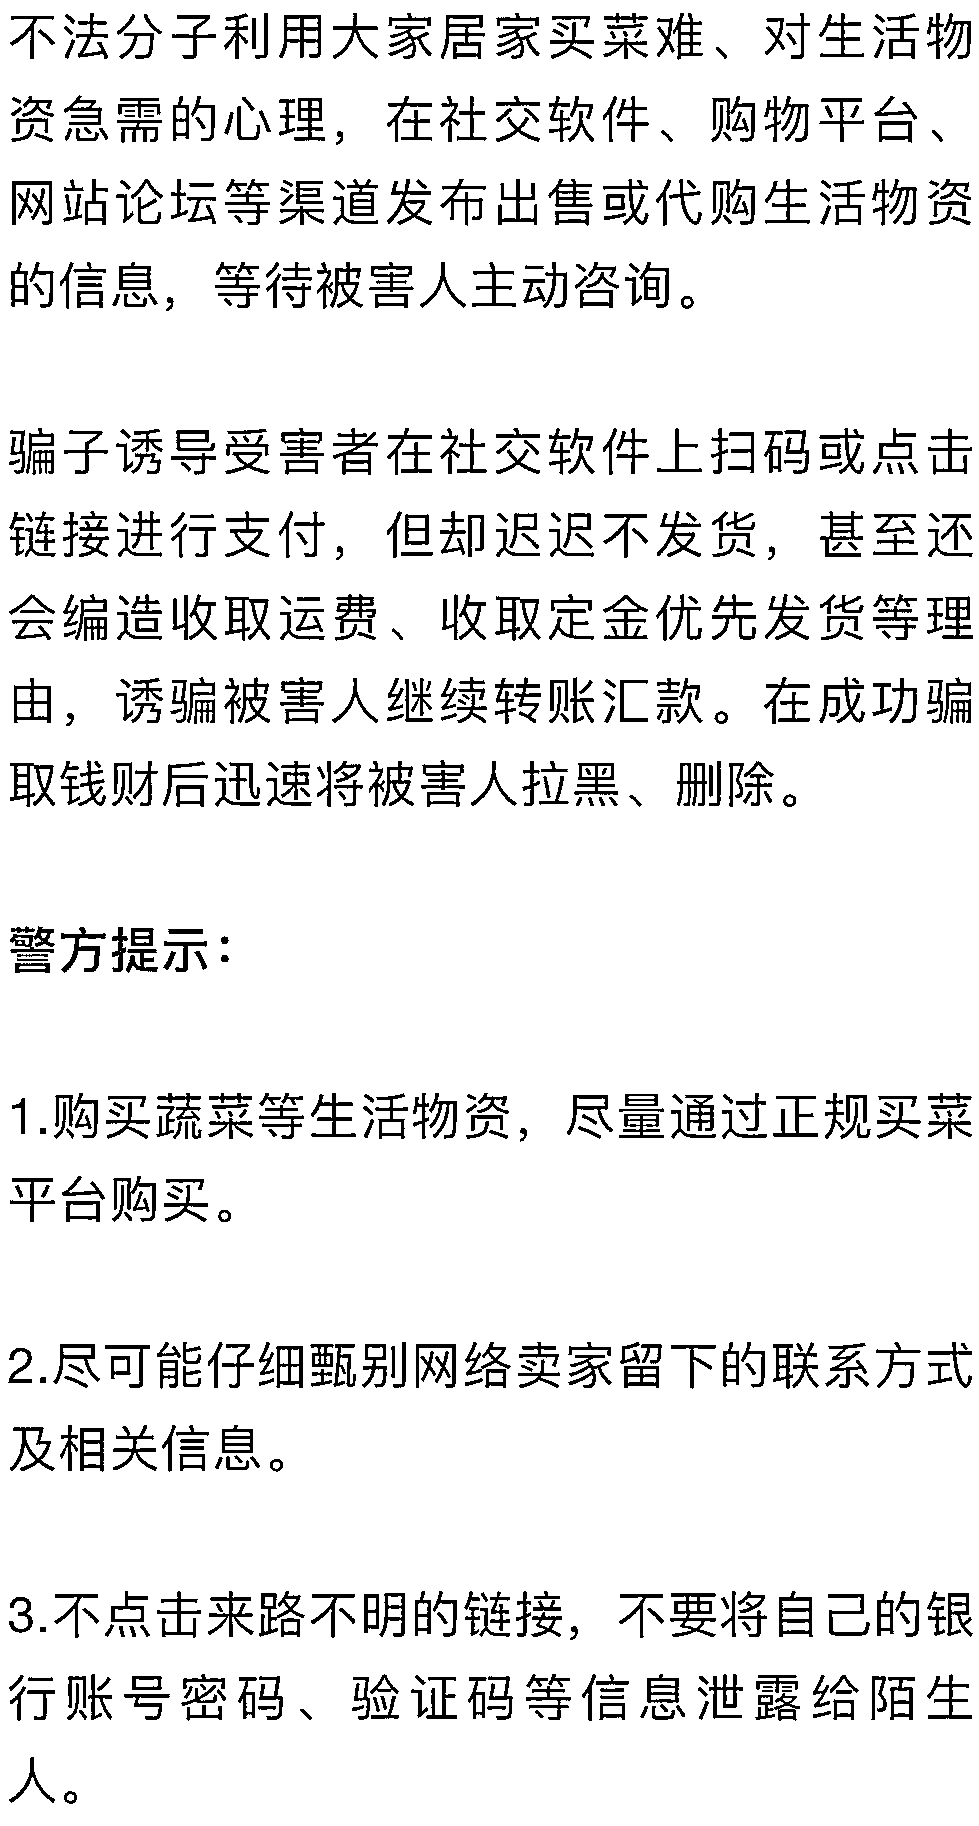 不法分子利用大家居家买菜难、对生活物
资急需的心理，在社交软件、购物平台、
网站论坛等渠道发布出售或代购生活物资
的信息，等待被害人主动咨询。
骗子诱导受害者在社交软件上扫码或点击
链接进行支付，但却迟迟不发货，甚至还
会编造收取运费、收取定金优先发货等理
由，诱骗被害人继续转账汇款。在成功骗
取钱财后迅速将被害人拉黑、删除。
警方提示：
1.购买蔬菜等生活物资，尽量通过正规买菜
平台购买。
2.尽可能仔细甄别网络卖家留下的联系方式
及相关信息。
3.不点击来路不明的链接，不要将自己的银
行账号密码、验证码等信息泄露给陌生
人。